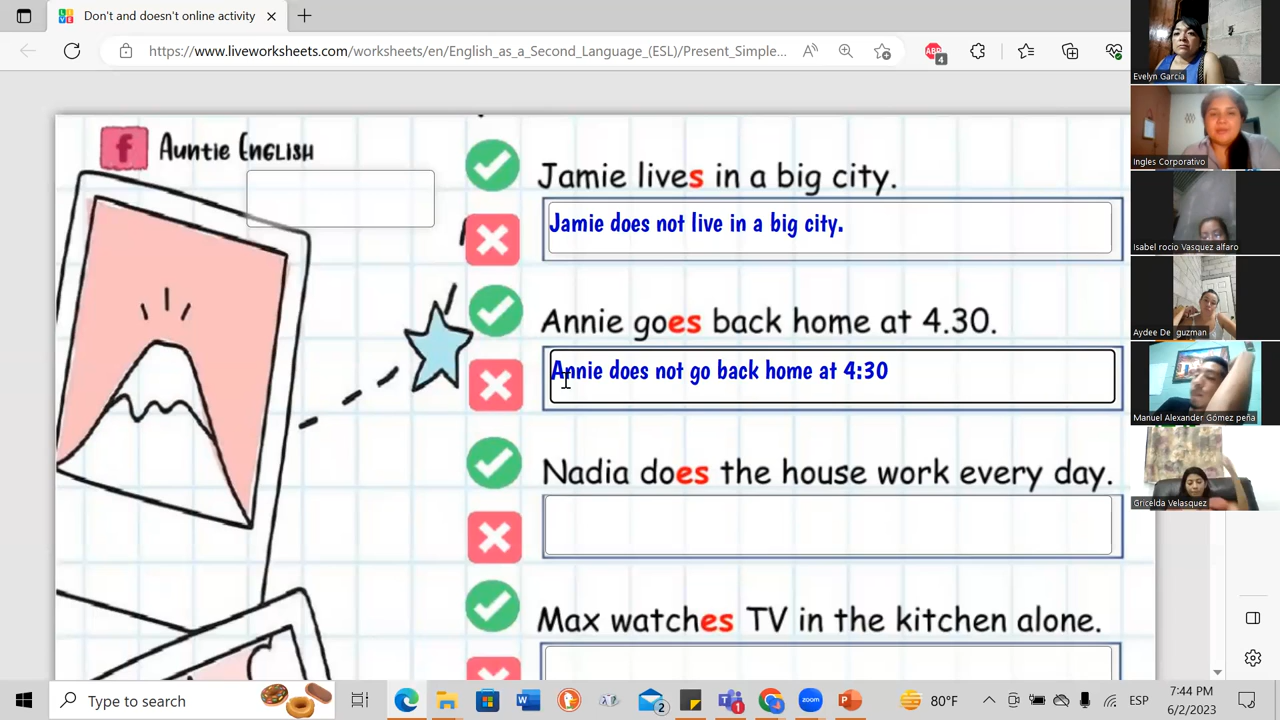 Don't and doesn't online activity
https://www.liveworksheets.com/worksheets/en/English_as_a_Second_Language_(ESL)/Present_Simple...
4
Auntie English
Jamie lives in a big city.
Jamie does not live in a big city.
Annie goes back home at 4.30.
Annie does not go back home at 4:30
Nadia does the house work every day.
Max watches TV in the kitchen alone.
Evelyn García
Ingles Corporativo
Isabel rocio Vasquez alfaro
Aydee De guzman
Manuel Alexander Gómez peña
Gricelda Velasquez
Type to search
2
1
80°F
ESP
7:44 PM
6/2/2023